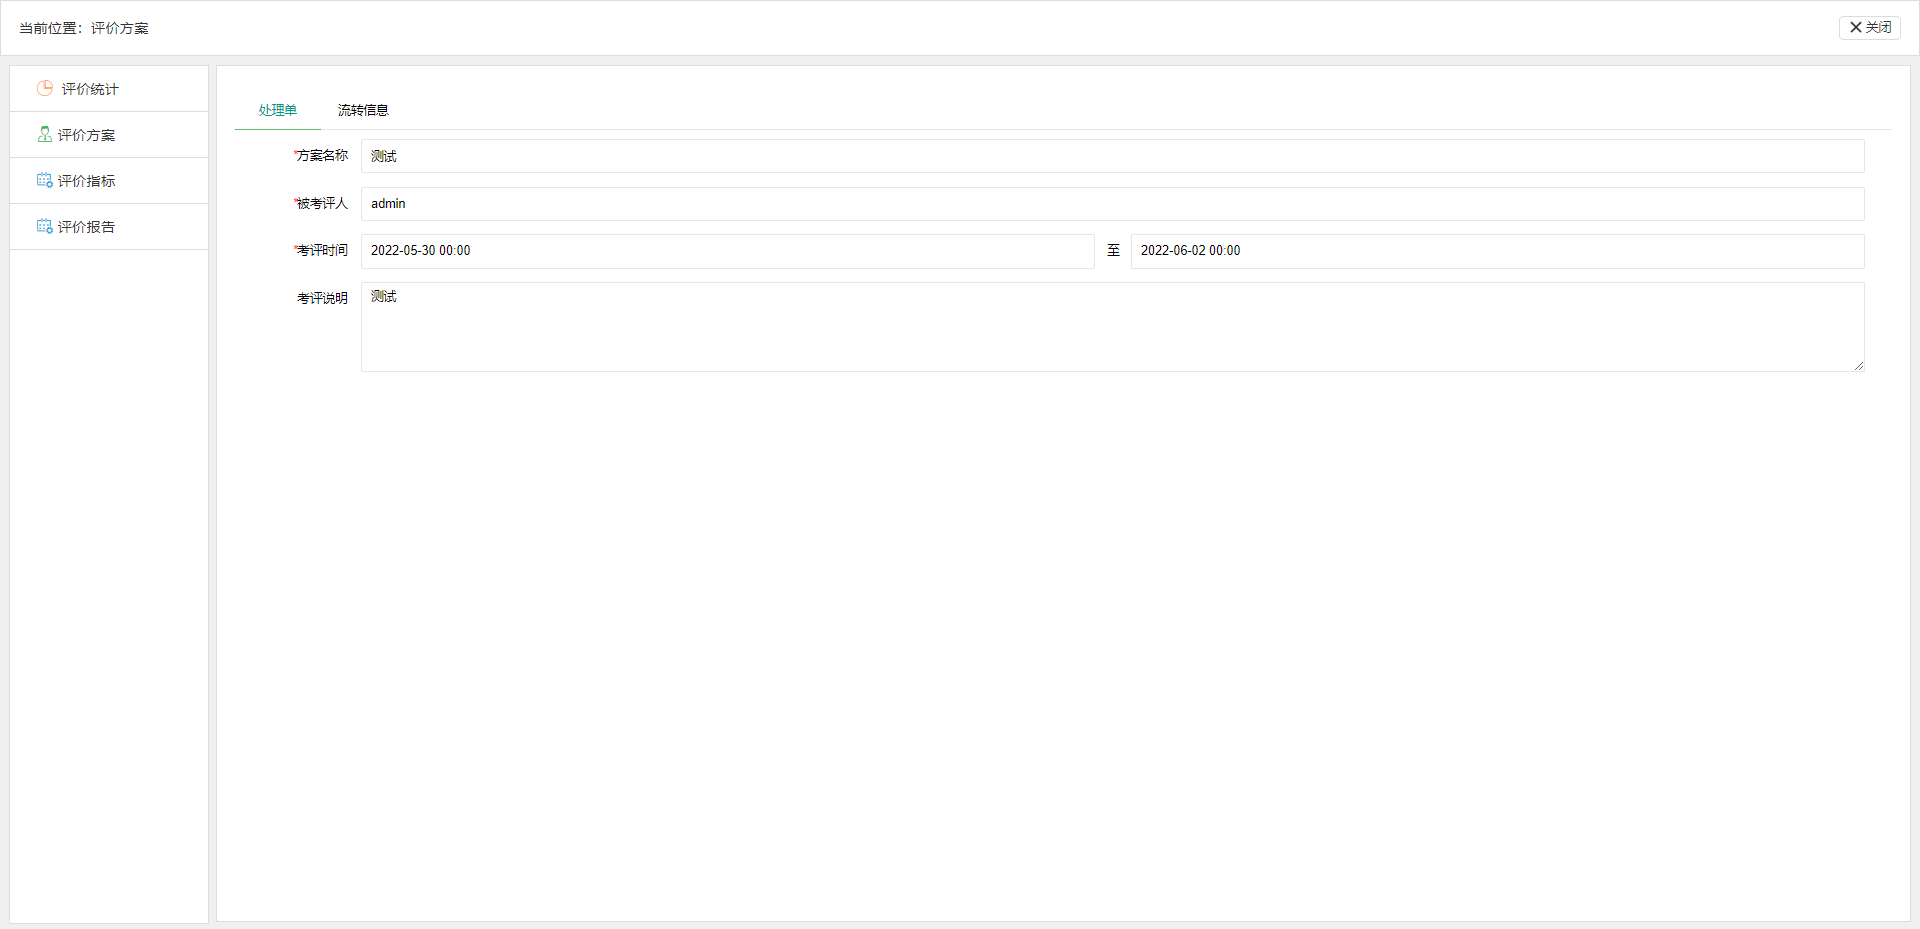 当前位置：评价方案
关闭
评价统计
评价方案
评价指标
评价报告
处理单 流转信息
*方案名称 测试
*被考评人 admin
*考评时间 2022-05-30 00:00 至 2022-06-02 00:00
考评说明 测试